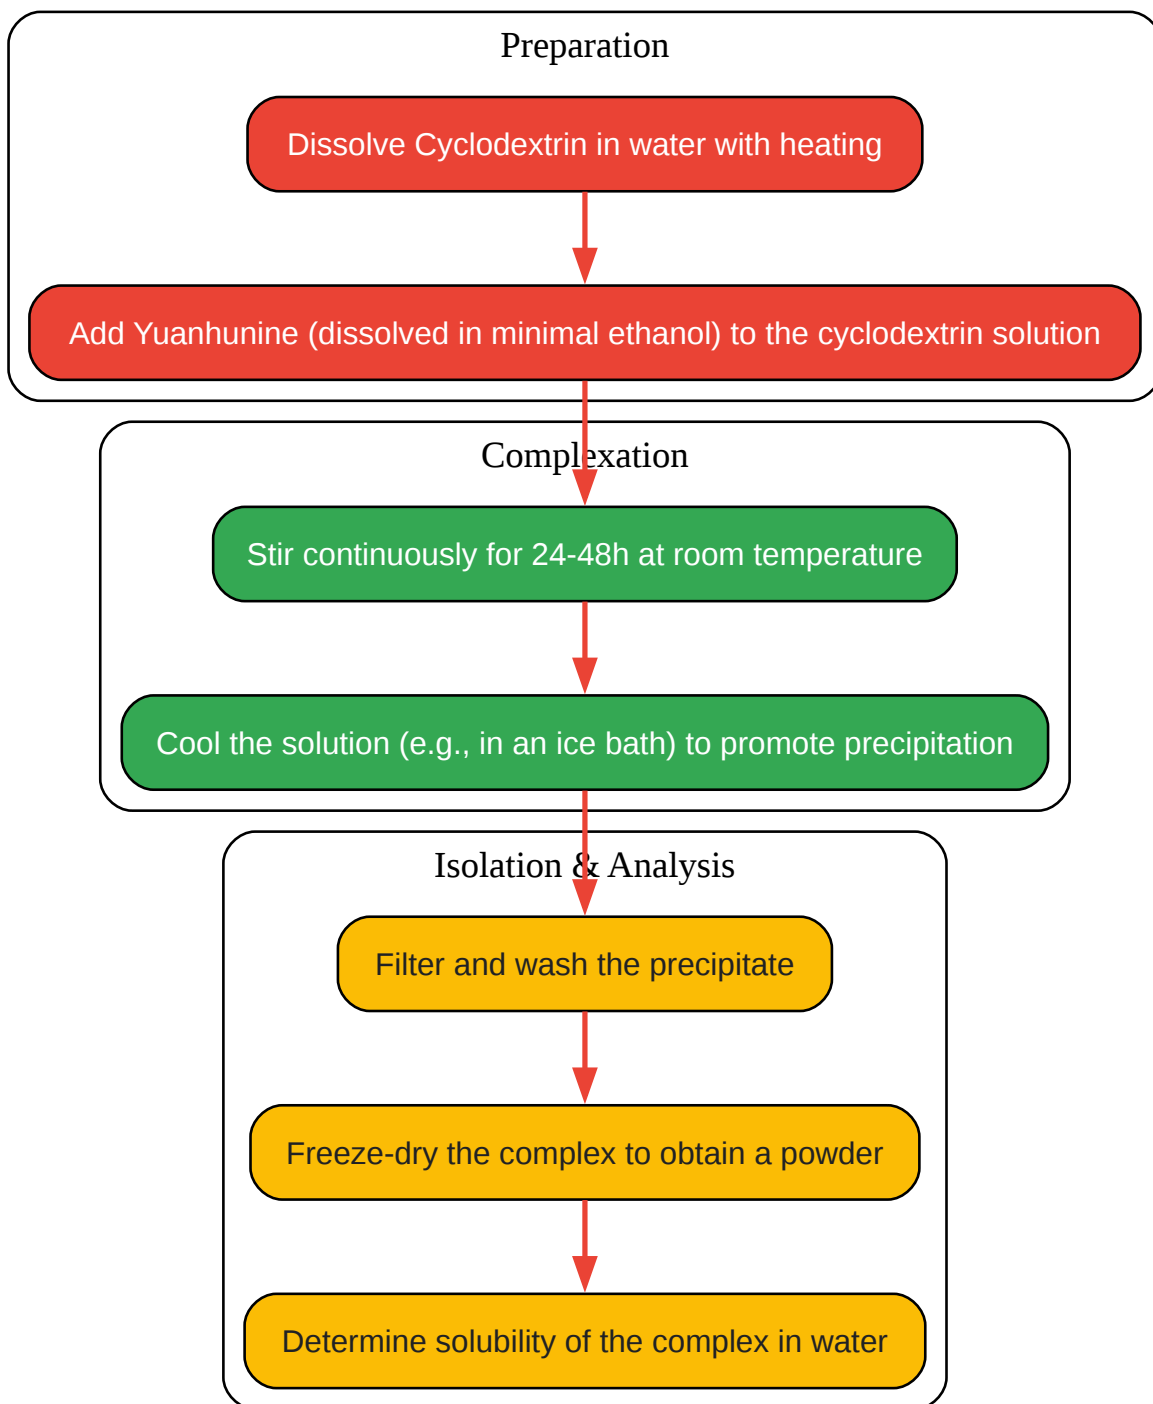 Preparation
Dissolve Cyclodextrin in water with heating
Add Yuanhunine (dissolved in minimal ethanol) to the cyclodextrin solution
Complexation
Stir continuously for 24-48h at room temperature
Cool the solution (e.g., in an ice bath) to promote precipitation
Isolation & Analysis
Filter and wash the precipitate
Freeze-dry the complex to obtain a powder
Determine solubility of the complex in water